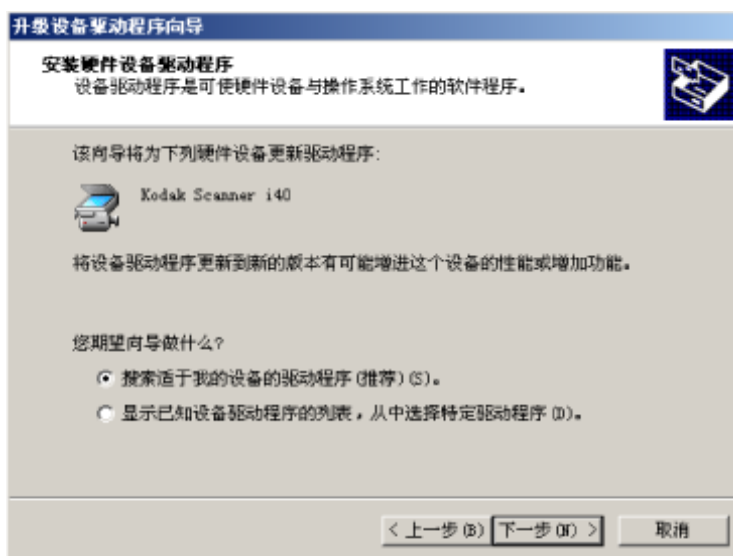 升级设备驱动程序向导
安装硬件设备驱动程序
设备驱动程序是可使硬件设备与操作系统工作的软件程序。
该向导将为下列硬件设备更新驱动程序:
Kodak Scanner i40
将设备驱动程序更新到新的版本有可能增进这个设备的性能或增加功能。
您期望向导做什么?
搜索适于我的设备的驱动程序(推荐)(S)。
显示已知设备驱动程序的列表，从中选择特定驱动程序(D)。
< 上一步(B) 下一步(N) > 取消